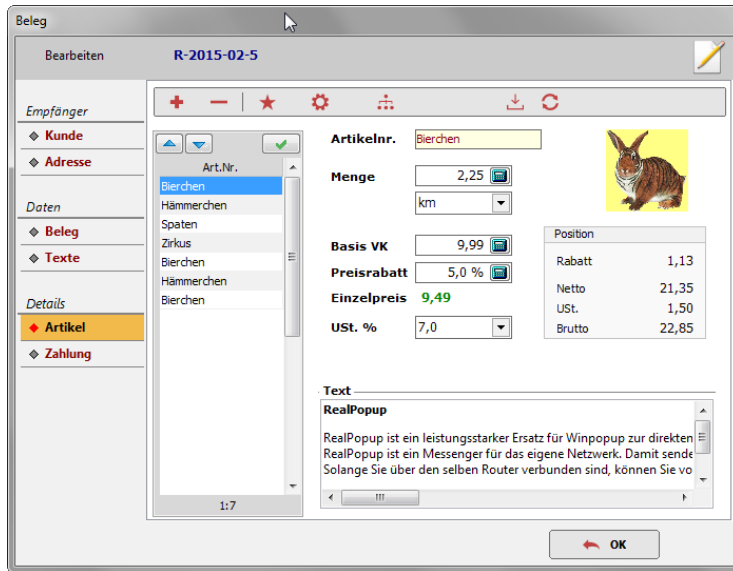 Beleg
Bearbeiten R-2015-02-5
Empfänger
Kunde
Adresse
Daten
Beleg
Texte
Details
Artikel
Zahlung
Art.Nr.
Bierchen
Hämmerchen
Spaten
Zirkus
Bierchen
Hämmerchen
Bierchen
1:7
Artikelnr. Bierchen
Menge 2,25
km
Basis VK 9,99
Preisrabatt 5,0 %
Einzelpreis 9,49
USt. % 7,0
Position
Rabatt 1,13
Netto 21,35
USt. 1,50
Brutto 22,85
Text
RealPopup
RealPopup ist ein leistungsstarker Ersatz für Winpopup zur direkten
RealPopup ist ein Messenger für das eigene Netzwerk. Damit sende
Solange Sie über den selben Router verbunden sind, können Sie vo
OK